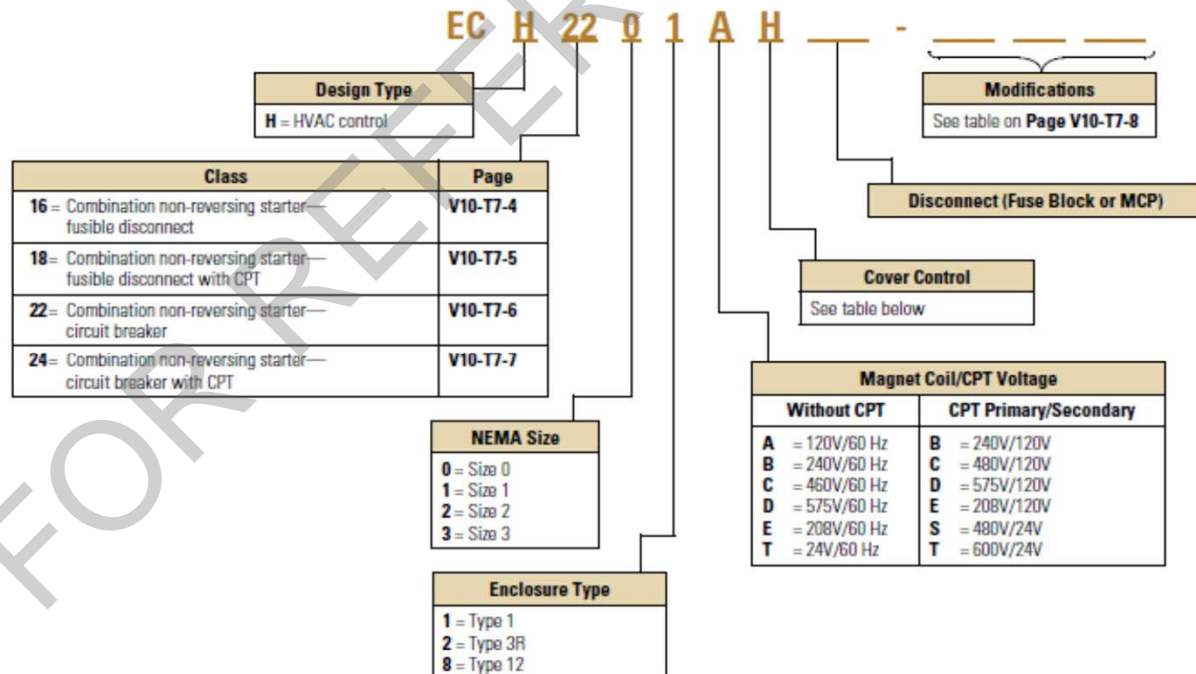 EC H 22 0 1 A H ___ - ___ ___ ___
Design Type
H = HVAC control
Modifications
See table on Page V10-T7-8
Class Page
16 = Combination non-reversing starter— V10-T7-4
fusible disconnect
18 = Combination non-reversing starter— V10-T7-5
fusible disconnect with CPT
22 = Combination non-reversing starter— V10-T7-6
circuit breaker
24 = Combination non-reversing starter— V10-T7-7
circuit breaker with CPT
Disconnect (Fuse Block or MCP)
Cover Control
See table below
Magnet Coil/CPT Voltage
Without CPT CPT Primary/Secondary
A = 120V/60 Hz B = 240V/120V
B = 240V/60 Hz C = 480V/120V
C = 460V/60 Hz D = 575V/120V
D = 575V/60 Hz E = 208V/120V
E = 208V/60 Hz S = 480V/24V
T = 24V/60 Hz T = 600V/24V
NEMA Size
0 = Size 0
1 = Size 1
2 = Size 2
3 = Size 3
Enclosure Type
1 = Type 1
2 = Type 3R
8 = Type 12
FOR REFER